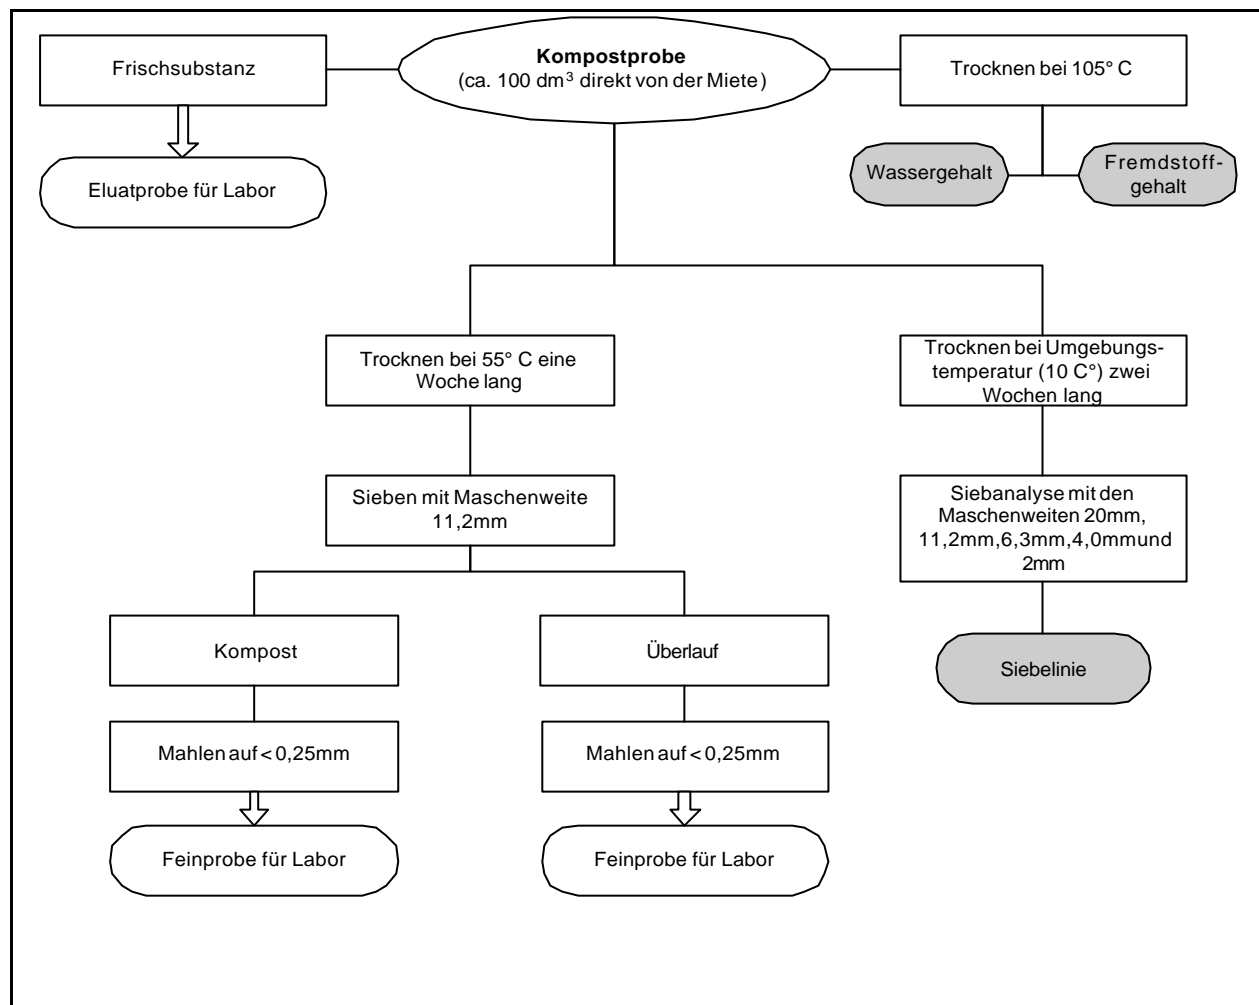 Kompostprobe
(ca. 100 dm³ direkt von der Miete)
Frischsubstanz
Trocknen bei 105° C
Eluatprobe für Labor
Wassergehalt
Fremdstoff-
gehalt
Trocknen bei 55° C eine
Woche lang
Trocknen bei Umgebungs-
temperatur (10 C°) zwei
Wochen lang
Sieben mit Maschenweite
11,2mm
Siebanalyse mit den
Maschenweiten 20mm,
11,2mm,6,3mm,4,0mmund
2mm
Kompost
Überlauf
Siebelinie
Mahlen auf < 0,25mm
Mahlen auf < 0,25mm
Feinprobe für Labor
Feinprobe für Labor